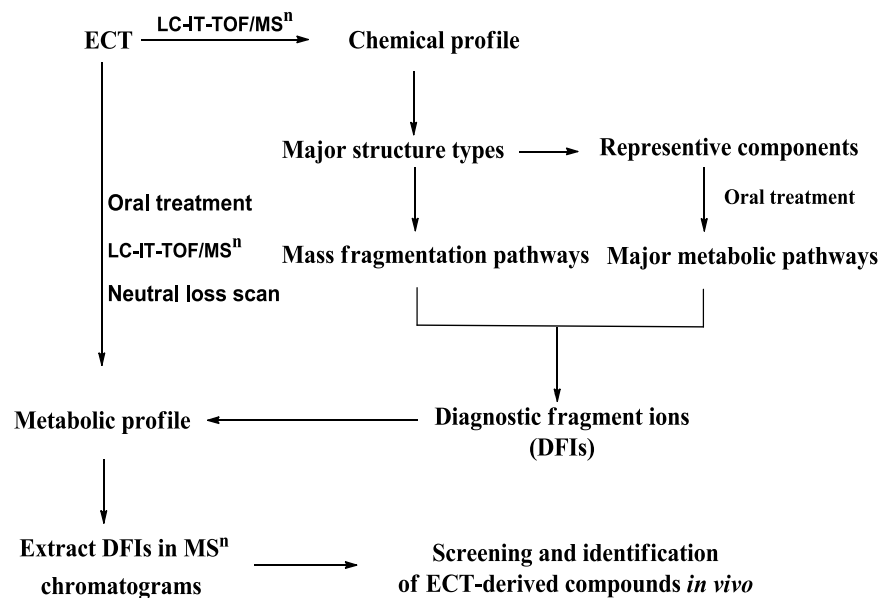 LC-IT-TOF/MSⁿ
ECT
Chemical profile
Major structure types
Representive components
Oral treatment
Oral treatment
LC-IT-TOF/MSⁿ
Mass fragmentation pathways
Major metabolic pathways
Neutral loss scan
Metabolic profile
Diagnostic fragment ions
(DFIs)
Extract DFIs in MSⁿ
chromatograms
Screening and identification
of ECT-derived compounds in vivo